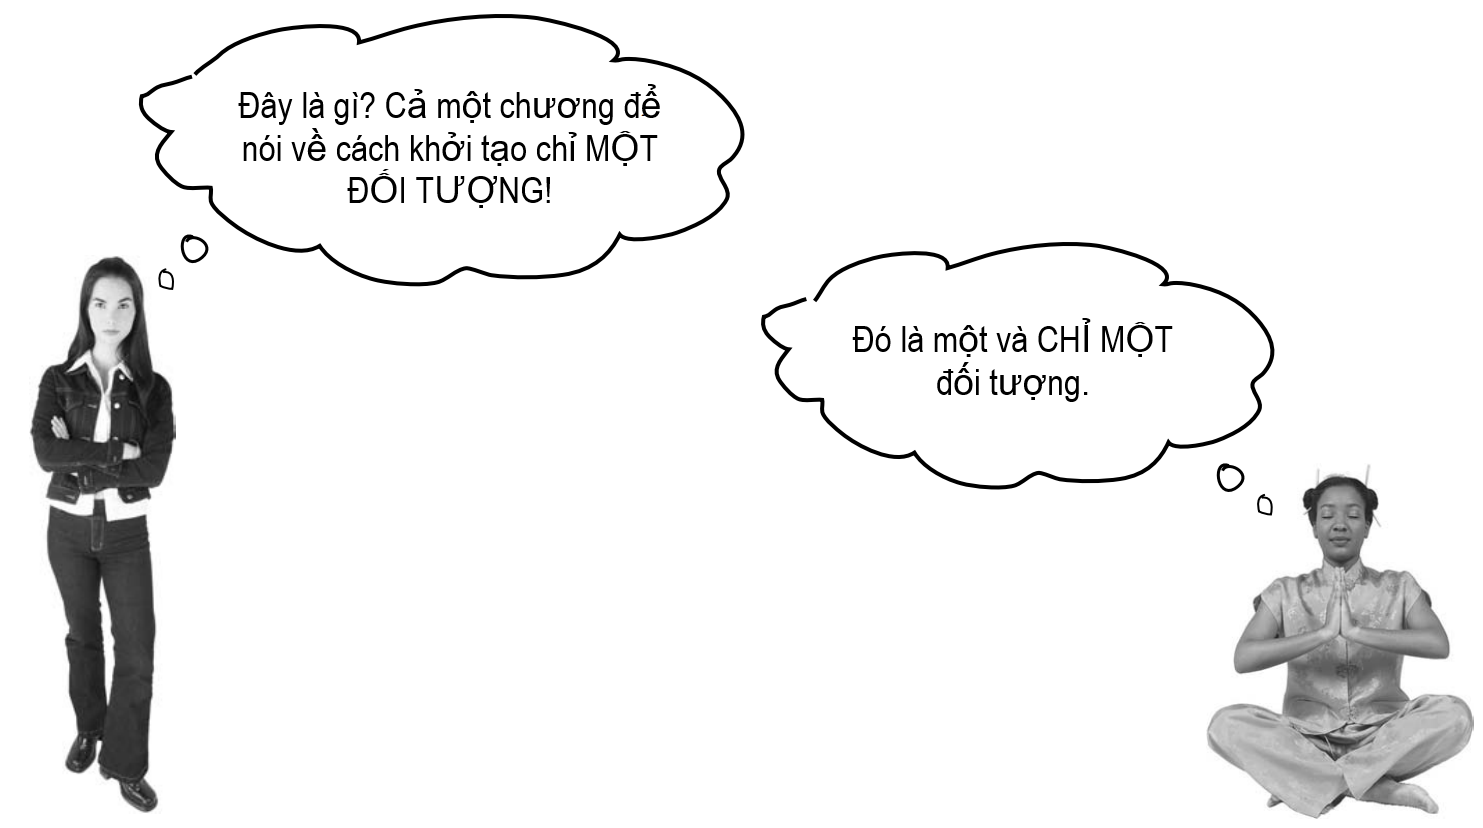 Đây là gì? Cả một chương để
nói về cách khởi tạo chỉ MỘT
ĐỐI TƯỢNG!
Đó là một và CHỈ MỘT
đối tượng.